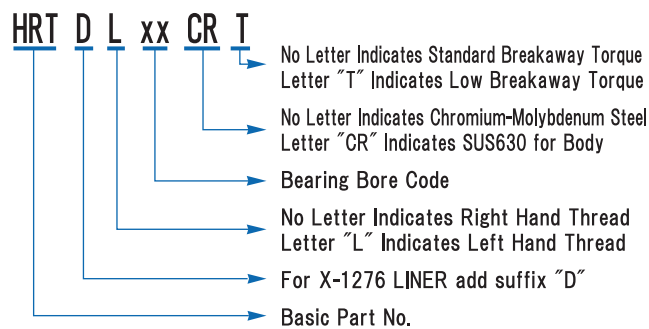 HRT D L xx CR T
No Letter Indicates Standard Breakaway Torque
Letter ″T″ Indicates Low Breakaway Torque
No Letter Indicates Chromium-Molybdenum Steel
Letter ″CR″ Indicates SUS630 for Body
Bearing Bore Code
No Letter Indicates Right Hand Thread
Letter ″L″ Indicates Left Hand Thread
For X-1276 LINER add suffix ″D″
Basic Part No.